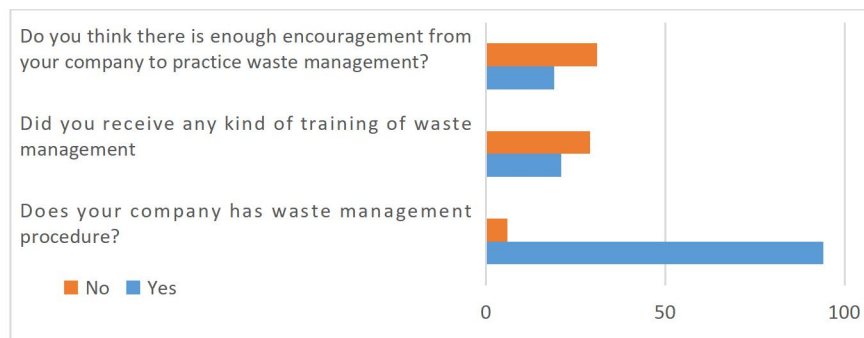 Do you think there is enough encouragement from
your company to practice waste management?
Did you receive any kind of training of waste
management
Does your company has waste management
procedure?
No Yes
0 50 100